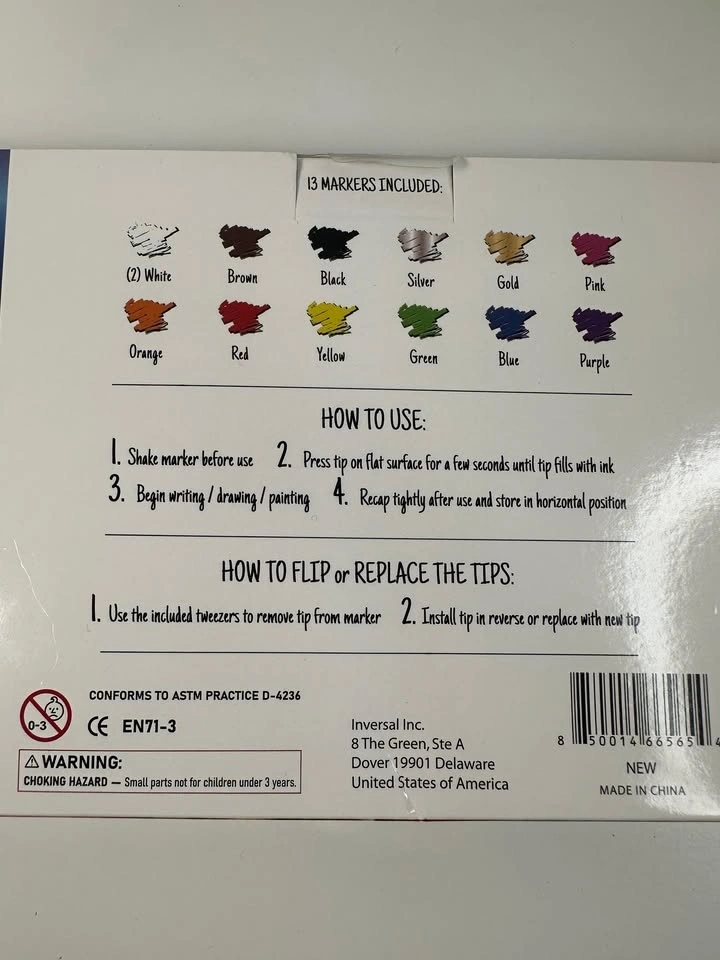 13 MARKERS INCLUDED:
(2) White Brown Black Silver Gold Pink
Orange Red Yellow Green Blue Purple
HOW TO USE:
1. Shake marker before use 2. Press tip on flat surface for a few seconds until tip fills with ink
3. Begin writing / drawing / painting 4. Recap tightly after use and store in horizontal position
HOW TO FLIP or REPLACE THE TIPS:
1. Use the included tweezers to remove tip from marker 2. Install tip in reverse or replace with new tip
CONFORMS TO ASTM PRACTICE D-4236
0-3 CE EN71-3
⚠ WARNING:
CHOKING HAZARD — Small parts not for children under 3 years.
Inversal Inc.
8 The Green, Ste A
Dover 19901 Delaware
United States of America
8 50014 66565 4
NEW
MADE IN CHINA